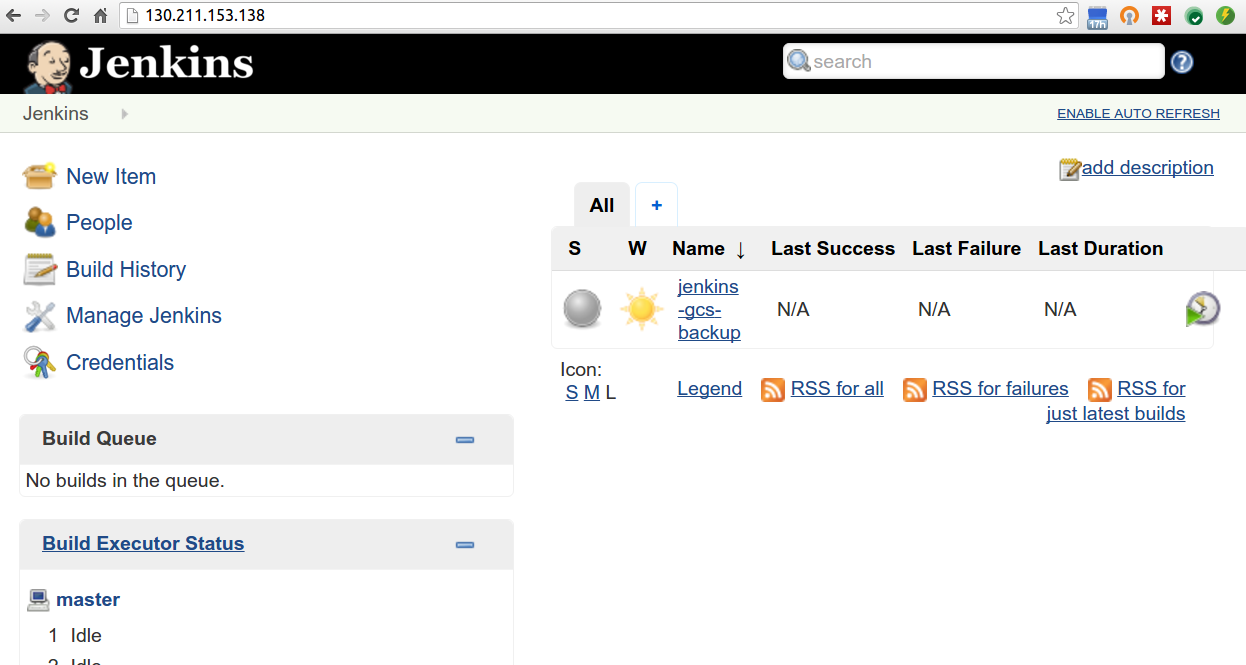 130.211.153.138
17h
Jenkins
search
?
Jenkins
ENABLE AUTO REFRESH
add description
New Item
People
Build History
Manage Jenkins
Credentials
All +
S W Name ↓ Last Success Last Failure Last Duration
jenkins
-gcs-
backup
N/A N/A N/A
Icon:
S M L
Legend RSS for all RSS for failures RSS for
just latest builds
Build Queue
No builds in the queue.
Build Executor Status
master
1 Idle
2 Idle